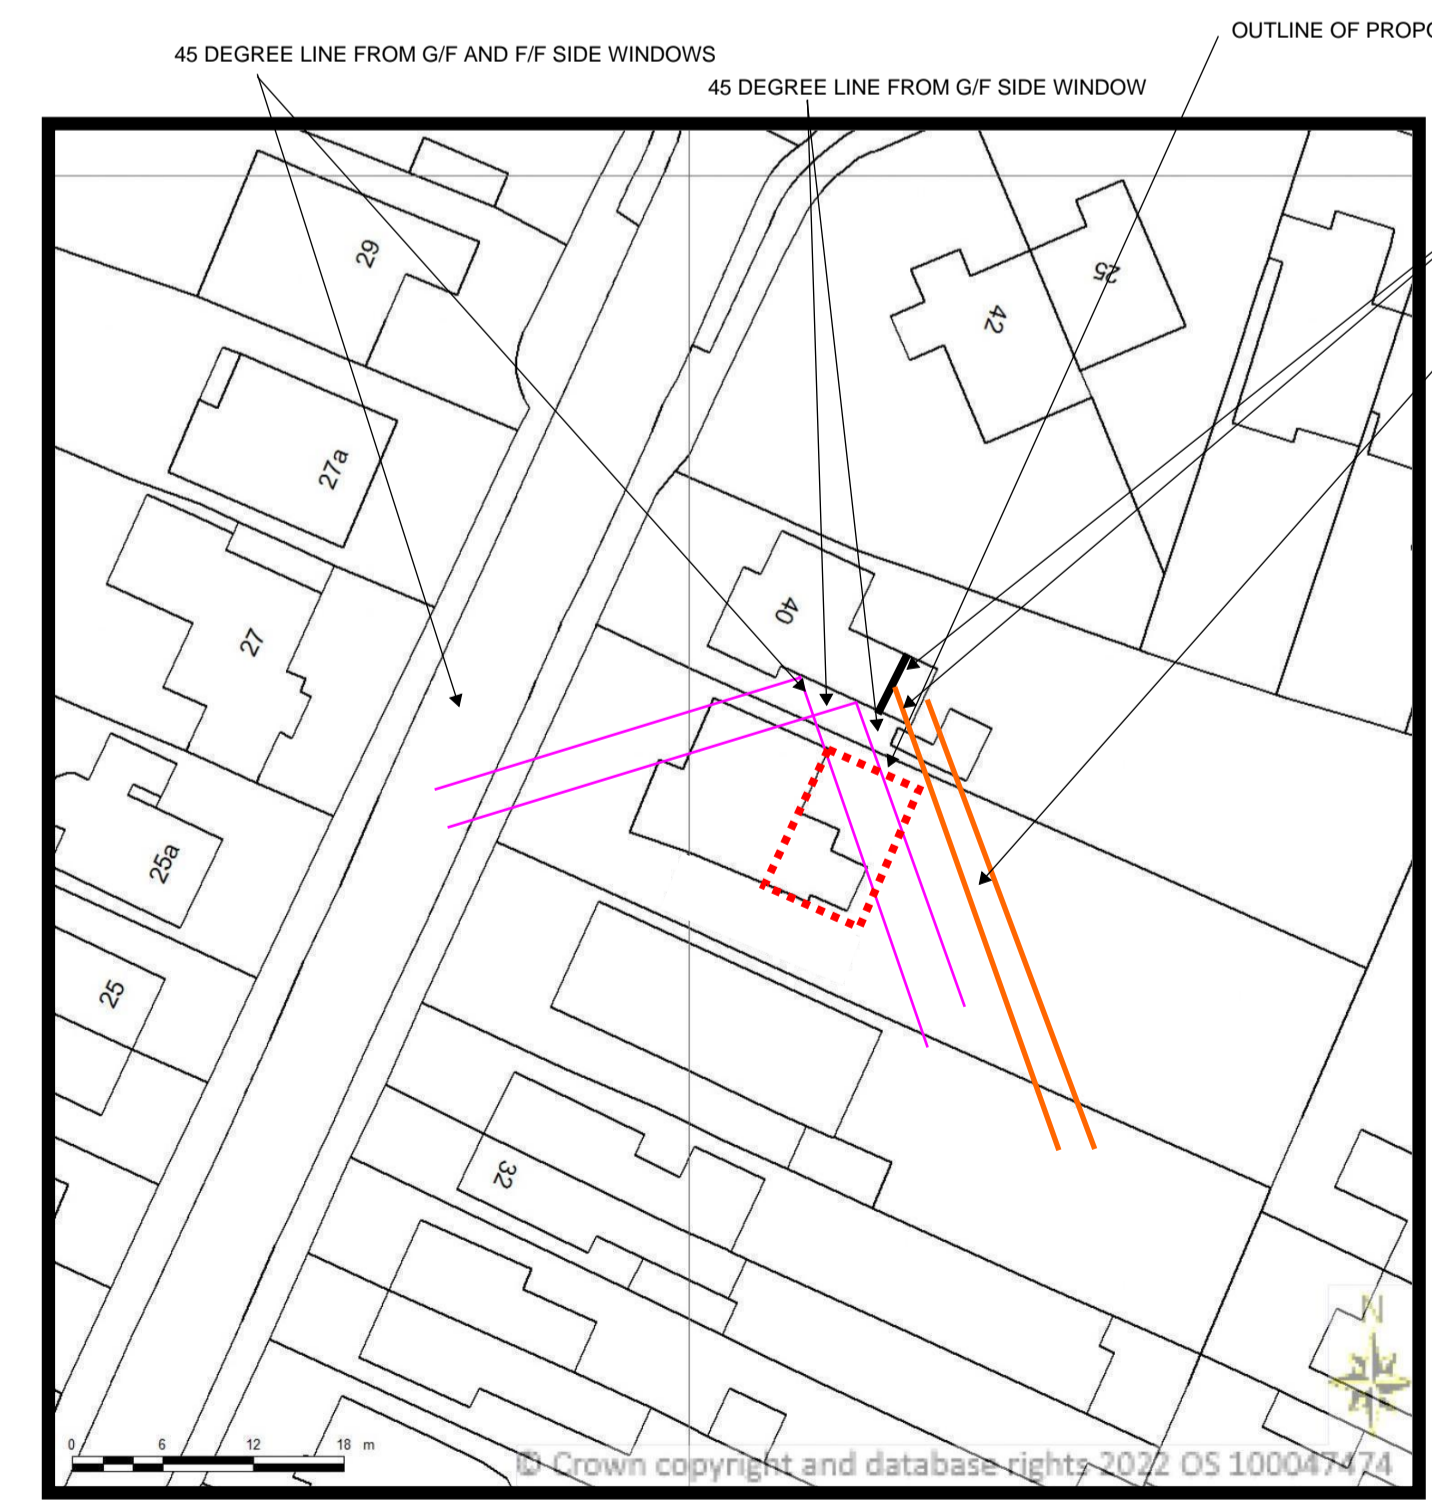 OUTLINE OF PROPO
45 DEGREE LINE FROM G/F AND F/F SIDE WINDOWS
45 DEGREE LINE FROM G/F SIDE WINDOW
29
25
42
27a
40
27
25a
25
32
N
0 6 12 18 m
© Crown copyright and database rights 2022 OS 100047474